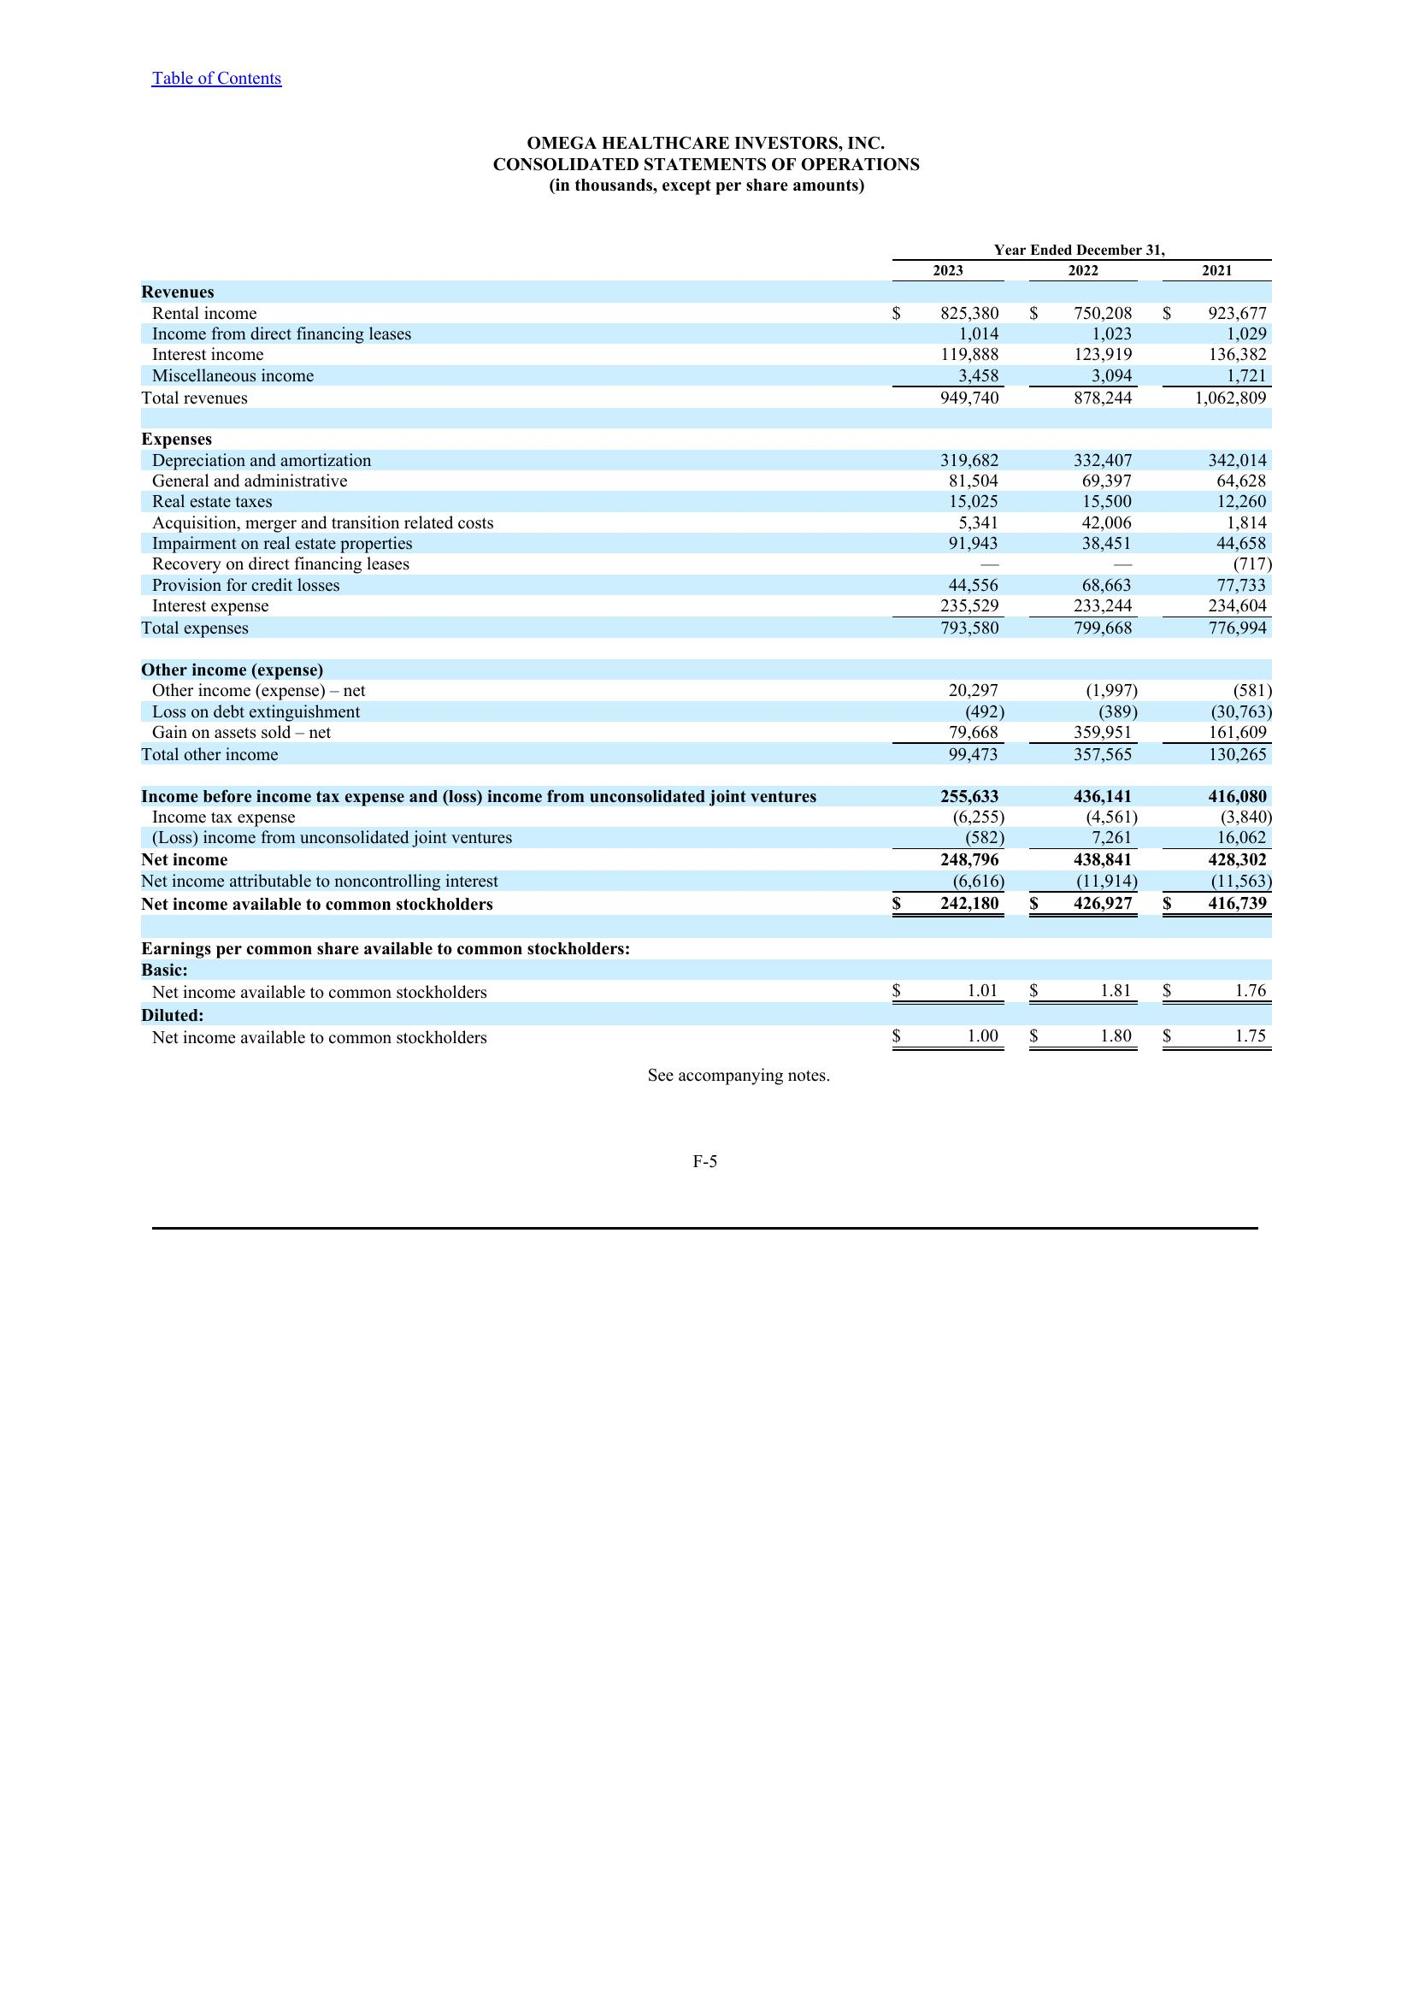 Table of Contents
OMEGA HEALTHCARE INVESTORS, INC.
CONSOLIDATED STATEMENTS OF OPERATIONS
(in thousands, except per share amounts)
Year Ended December 31,
2023 2022 2021
Revenues
Rental income $ 825,380 $ 750,208 $ 923,677
Income from direct financing leases 1,014 1,023 1,029
Interest income 119,888 123,919 136,382
Miscellaneous income 3,458 3,094 1,721
Total revenues 949,740 878,244 1,062,809
Expenses
Depreciation and amortization 319,682 332,407 342,014
General and administrative 81,504 69,397 64,628
Real estate taxes 15,025 15,500 12,260
Acquisition, merger and transition related costs 5,341 42,006 1,814
Impairment on real estate properties 91,943 38,451 44,658
Recovery on direct financing leases — — (717)
Provision for credit losses 44,556 68,663 77,733
Interest expense 235,529 233,244 234,604
Total expenses 793,580 799,668 776,994
Other income (expense)
Other income (expense) – net 20,297 (1,997) (581)
Loss on debt extinguishment (492) (389) (30,763)
Gain on assets sold – net 79,668 359,951 161,609
Total other income 99,473 357,565 130,265
Income before income tax expense and (loss) income from unconsolidated joint ventures 255,633 436,141 416,080
Income tax expense (6,255) (4,561) (3,840)
(Loss) income from unconsolidated joint ventures (582) 7,261 16,062
Net income 248,796 438,841 428,302
Net income attributable to noncontrolling interest (6,616) (11,914) (11,563)
Net income available to common stockholders $ 242,180 $ 426,927 $ 416,739
Earnings per common share available to common stockholders:
Basic:
Net income available to common stockholders $ 1.01 $ 1.81 $ 1.76
Diluted:
Net income available to common stockholders $ 1.00 $ 1.80 $ 1.75
See accompanying notes.
F-5